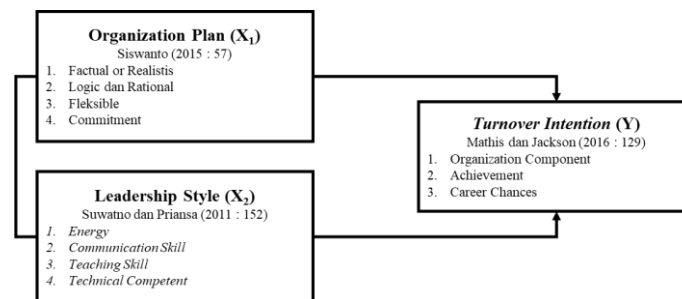 Organization Plan (X₁)
Siswanto (2015 : 57)
1. Factual or Realistis
2. Logic dan Rational
3. Fleksible
4. Commitment
Turnover Intention (Y)
Mathis dan Jackson (2016 : 129)
1. Organization Component
2. Achievement
3. Career Chances
Leadership Style (X₂)
Suwatno dan Priansa (2011 : 152)
1. Energy
2. Communication Skill
3. Teaching Skill
4. Technical Competent